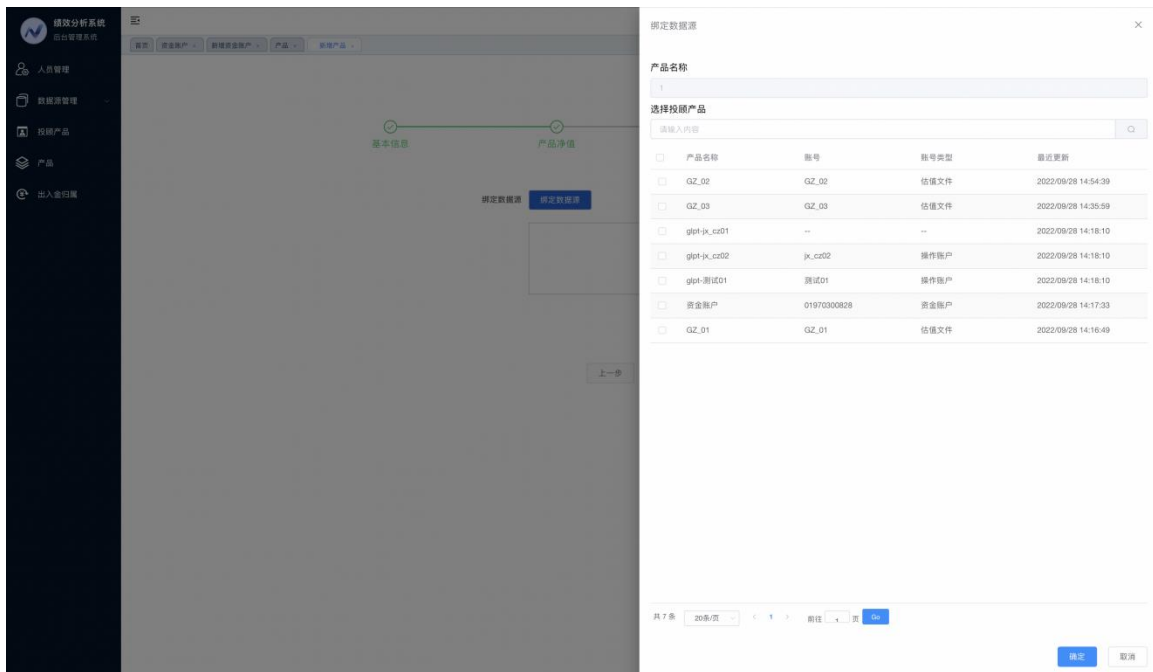 绩效分析系统
后台管理系统
首页 资金账户 新增资金账户 产品 新增产品
人员管理
数据源管理
投顾产品
产品
出入金归属
基本信息 产品净值
绑定数据源 绑定数据源
上一步
绑定数据源
产品名称
1
选择投顾产品
请输入内容
产品名称 账号 账号类型 最近更新
GZ_02 GZ_02 估值文件 2022/09/28 14:54:39
GZ_03 GZ_03 估值文件 2022/09/28 14:35:59
glpt-jx_cz01 -- -- 2022/09/28 14:18:10
glpt-jx_cz02 jx_cz02 操作账户 2022/09/28 14:18:10
glpt-测试01 测试01 操作账户 2022/09/28 14:18:10
资金账户 01970300828 资金账户 2022/09/28 14:17:33
GZ_01 GZ_01 估值文件 2022/09/28 14:16:49
共 7 条 20条/页 < 1 > 前往 1 页 Go
确定 取消